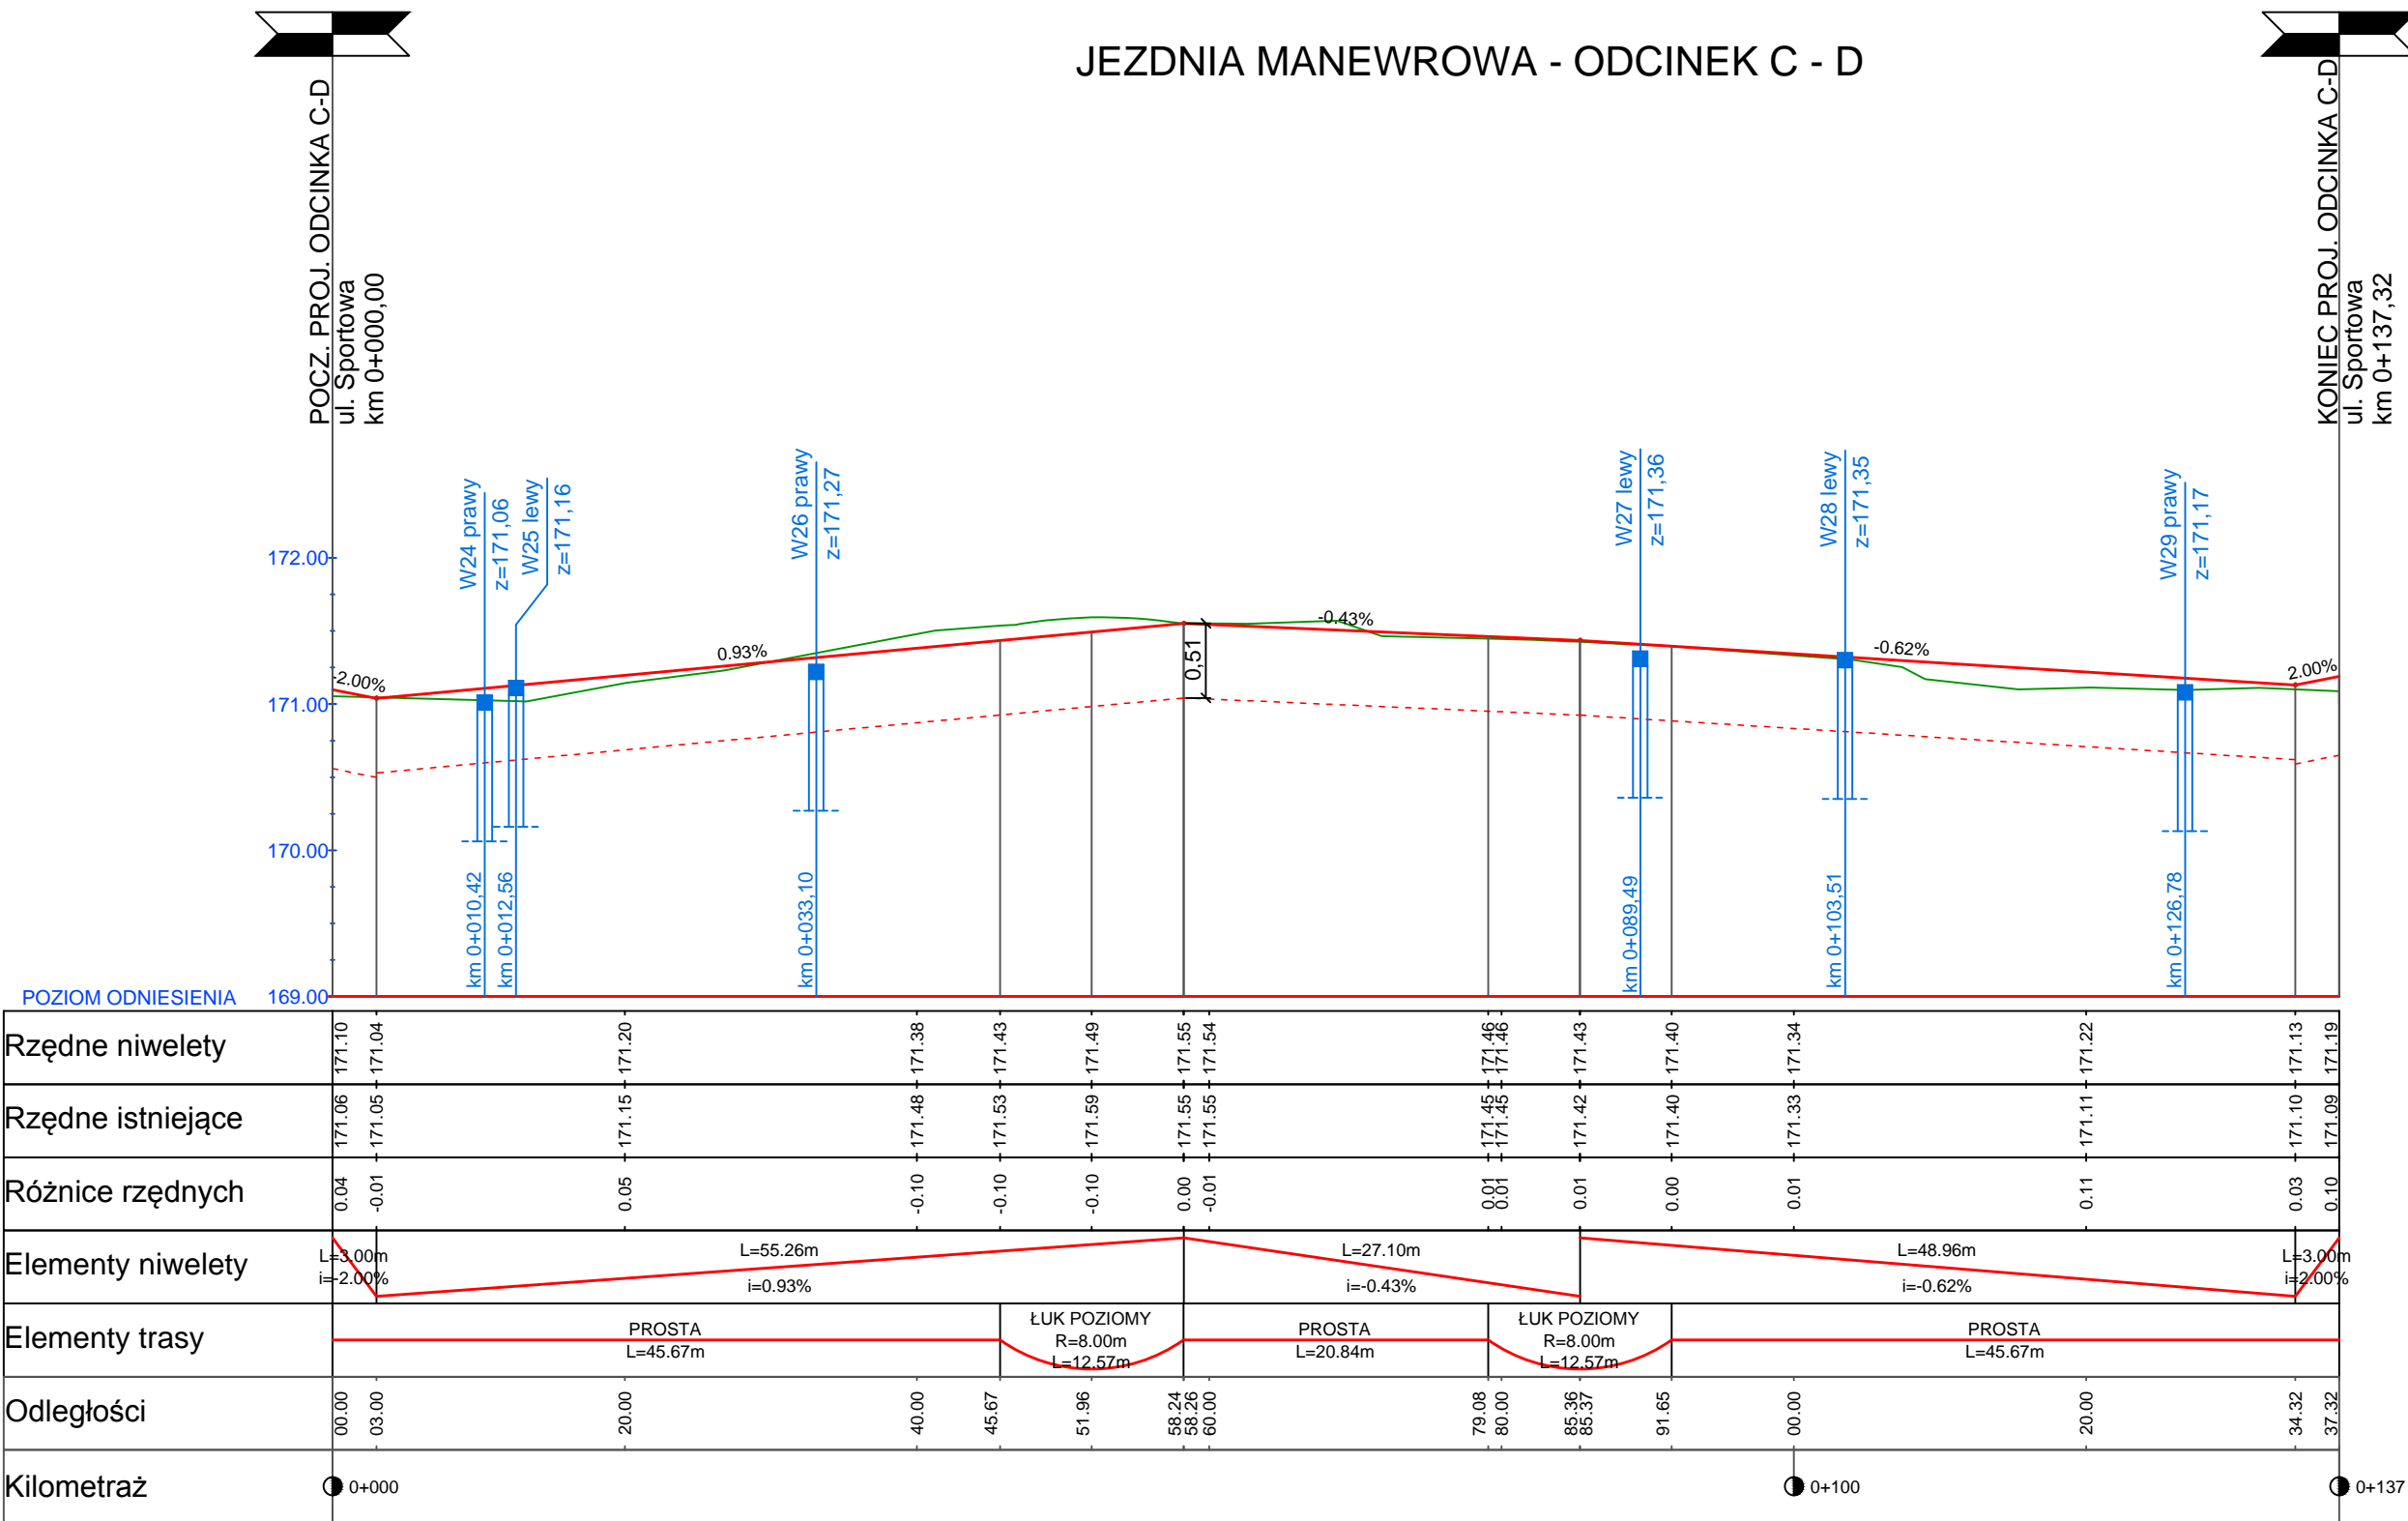 JEZDNIA MANEWROWA - ODCINEK C - D
POCZ. PROJ. ODCINKA C-D
ul. Sportowa
km 0+000,00
KONIEC PROJ. ODCINKA C-D
ul. Sportowa
km 0+137,32
W24 prawy
z=171,06
W25 lewy
z=171,16
W26 prawy
z=171,27
W27 lewy
z=171,36
W28 lewy
z=171,35
W29 prawy
z=171,17
172.00
171.00
170.00
POZIOM ODNIESIENIA 169.00
-2.00%
0.93%
0,51
-0.43%
-0.62%
2.00%
km 0+010,42
km 0+012,56
km 0+033,10
km 0+089,49
km 0+103,51
km 0+126,78
Rzędne niwelety 171.10 171.04 171.20 171.38 171.43 171.49 171.55 171.54 171.46 171.46 171.43 171.40 171.34 171.22 171.13 171.19
Rzędne istniejące 171.06 171.05 171.15 171.48 171.53 171.59 171.55 171.55 171.45 171.45 171.42 171.40 171.33 171.11 171.10 171.09
Różnice rzędnych 0.04 -0.01 0.05 -0.10 -0.10 -0.10 0.00 -0.01 0.01 0.01 0.01 0.00 0.01 0.11 0.03 0.10
Elementy niwelety
L=3.00m
i=-2.00%
L=55.26m
i=0.93%
L=27.10m
i=-0.43%
L=48.96m
i=-0.62%
L=3.00m
i=2.00%
Elementy trasy
PROSTA
L=45.67m
ŁUK POZIOMY
R=8.00m
L=12.57m
PROSTA
L=20.84m
ŁUK POZIOMY
R=8.00m
L=12.57m
PROSTA
L=45.67m
Odległości 00.00 03.00 20.00 40.00 45.67 51.96 58.24 58.26 60.00 79.08 80.00 85.36 85.37 91.65 00.00 20.00 34.32 37.32
Kilometraż 0+000 0+100 0+137